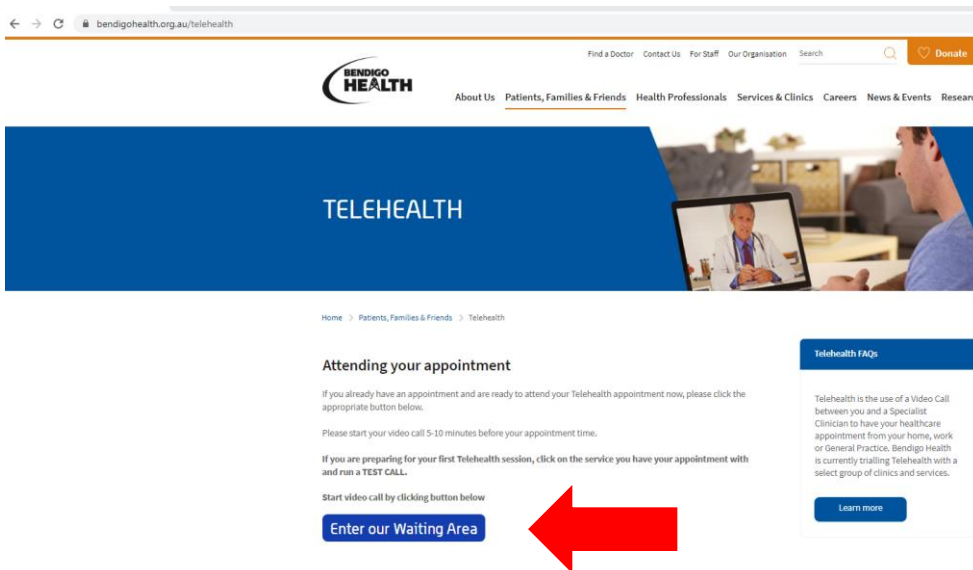 bendigohealth.org.au/telehealth
Find a Doctor Contact Us For Staff Our Organisation Search Donate
BENDIGO
HEALTH
About Us Patients, Families & Friends Health Professionals Services & Clinics Careers News & Events Resear
TELEHEALTH
Home > Patients, Families & Friends > Telehealth
Attending your appointment
If you already have an appointment and are ready to attend your Telehealth appointment now, please click the
appropriate button below.
Please start your video call 5-10 minutes before your appointment time.
If you are preparing for your first Telehealth session, click on the service you have your appointment with
and run a TEST CALL.
Start video call by clicking button below
Enter our Waiting Area
Telehealth FAQs
Telehealth is the use of a Video Call
between you and a Specialist
Clinician to have your healthcare
appointment from your home, work
or General Practice. Bendigo Health
is currently trialling Telehealth with a
select group of clinics and services.
Learn more